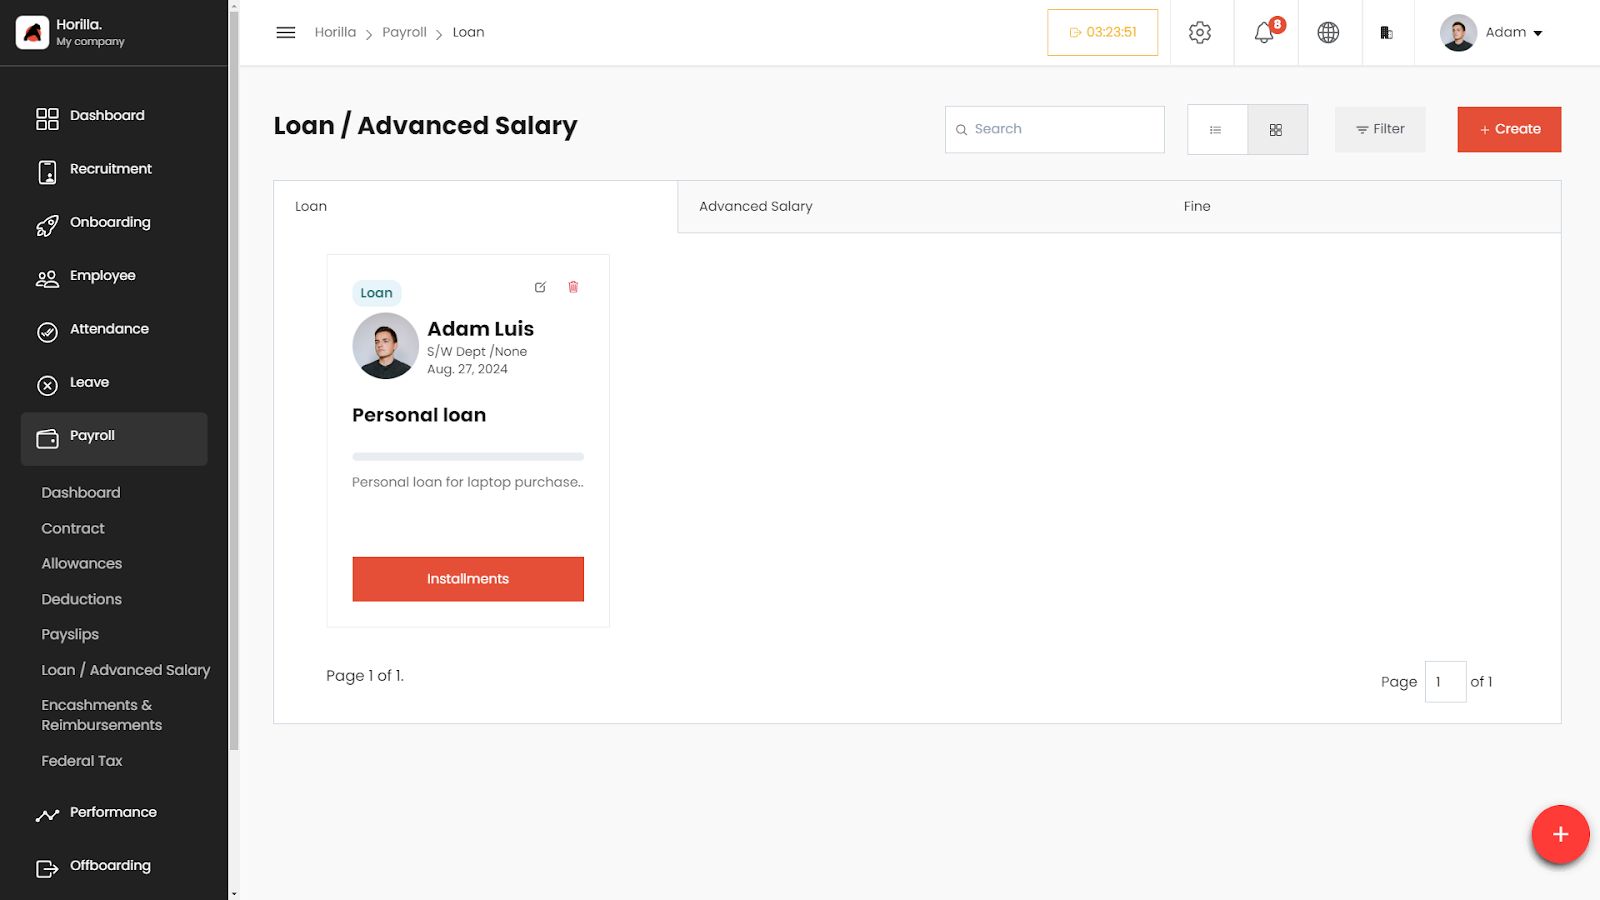 Horilla.
My company
Horilla
Payroll
Loan
03:23:51
8
Adam
Dashboard
Recruitment
Onboarding
Employee
Attendance
Leave
Payroll
Dashboard
Contract
Allowances
Deductions
Payslips
Loan / Advanced Salary
Encashments &
Reimbursements
Federal Tax
Performance
Offboarding
Loan / Advanced Salary
Search
Filter
+ Create
Loan
Advanced Salary
Fine
Loan
Adam Luis
S/W Dept /None
Aug. 27, 2024
Personal loan
Personal loan for laptop purchase..
Installments
Page 1 of 1.
Page 1 of 1
+